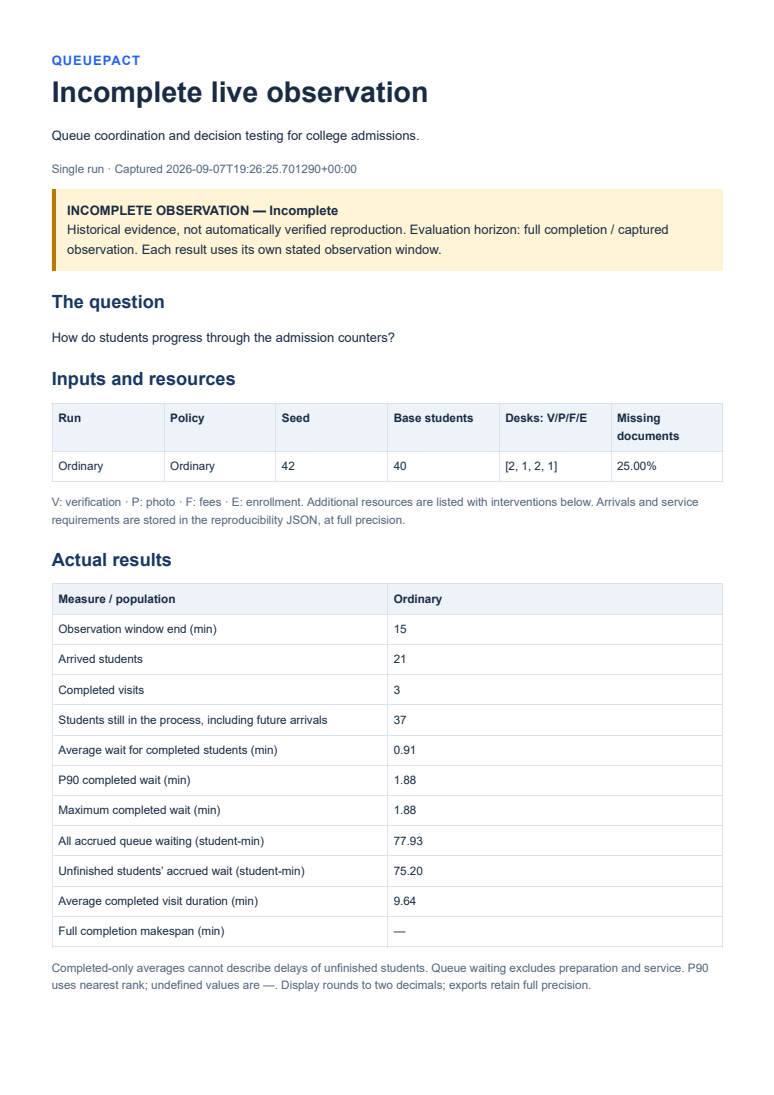 QUEUEPACT
Incomplete live observation
Queue coordination and decision testing for college admissions.
Single run · Captured 2026-09-07T19:26:25.701290+00:00
INCOMPLETE OBSERVATION — Incomplete
Historical evidence, not automatically verified reproduction. Evaluation horizon: full completion / captured
observation. Each result uses its own stated observation window.
The question
How do students progress through the admission counters?
Inputs and resources
Run Policy Seed Base students Desks: V/P/F/E Missing
documents
Ordinary Ordinary 42 40 [2, 1, 2, 1] 25.00%
V: verification · P: photo · F: fees · E: enrollment. Additional resources are listed with interventions below. Arrivals and service
requirements are stored in the reproducibility JSON, at full precision.
Actual results
Measure / population Ordinary
Observation window end (min) 15
Arrived students 21
Completed visits 3
Students still in the process, including future arrivals 37
Average wait for completed students (min) 0.91
P90 completed wait (min) 1.88
Maximum completed wait (min) 1.88
All accrued queue waiting (student-min) 77.93
Unfinished students' accrued wait (student-min) 75.20
Average completed visit duration (min) 9.64
Full completion makespan (min) —
Completed-only averages cannot describe delays of unfinished students. Queue waiting excludes preparation and service. P90
uses nearest rank; undefined values are —. Display rounds to two decimals; exports retain full precision.